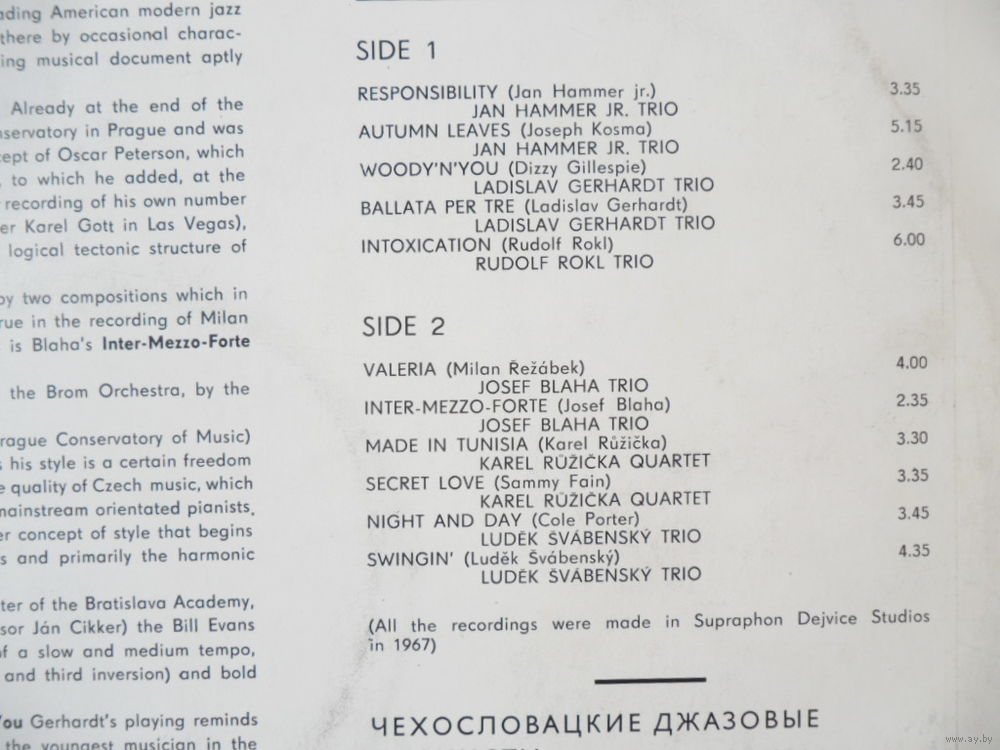 ading American modern jazz
there by occasional charac-
ing musical document aptly
Already at the end of the
nservatory in Prague and was
cept of Oscar Peterson, which
, to which he added, at the
recording of his own number
er Karel Gott in Las Vegas),
logical tectonic structure of
by two compositions which in
rue in the recording of Milan
is Blaha's Inter-Mezzo-Forte
the Brom Orchestra, by the
rague Conservatory of Music)
s his style is a certain freedom
e quality of Czech music, which
mainstream orientated pianists.
er concept of style that begins
s and primarily the harmonic
ter of the Bratislava Academy,
sor Ján Cikker) the Bill Evans
of a slow and medium tempo,
and third inversion) and bold
You Gerhardt's playing reminds
the youngest musician in the
SIDE 1
RESPONSIBILITY (Jan Hammer jr.) 3.35
JAN HAMMER JR. TRIO
AUTUMN LEAVES (Joseph Kosma) 5.15
JAN HAMMER JR. TRIO
WOODY'N'YOU (Dizzy Gillespie) 2.40
LADISLAV GERHARDT TRIO
BALLATA PER TRE (Ladislav Gerhardt) 3.45
LADISLAV GERHARDT TRIO
INTOXICATION (Rudolf Rokl) 6.00
RUDOLF ROKL TRIO
SIDE 2
VALERIA (Milan Řežábek) 4.00
JOSEF BLAHA TRIO
INTER-MEZZO-FORTE (Josef Blaha) 2.35
JOSEF BLAHA TRIO
MADE IN TUNISIA (Karel Růžička) 3.30
KAREL RŮŽIČKA QUARTET
SECRET LOVE (Sammy Fain) 3.35
KAREL RŮŽIČKA QUARTET
NIGHT AND DAY (Cole Porter) 3.45
LUDĚK ŠVÁBENSKÝ TRIO
SWINGIN' (Luděk Švábenský) 4.35
LUDĚK ŠVÁBENSKÝ TRIO
(All the recordings were made in Supraphon Dejvice Studios
in 1967)
ЧЕХОСЛОВАЦКИЕ ДЖАЗОВЫЕ
www.ay.by